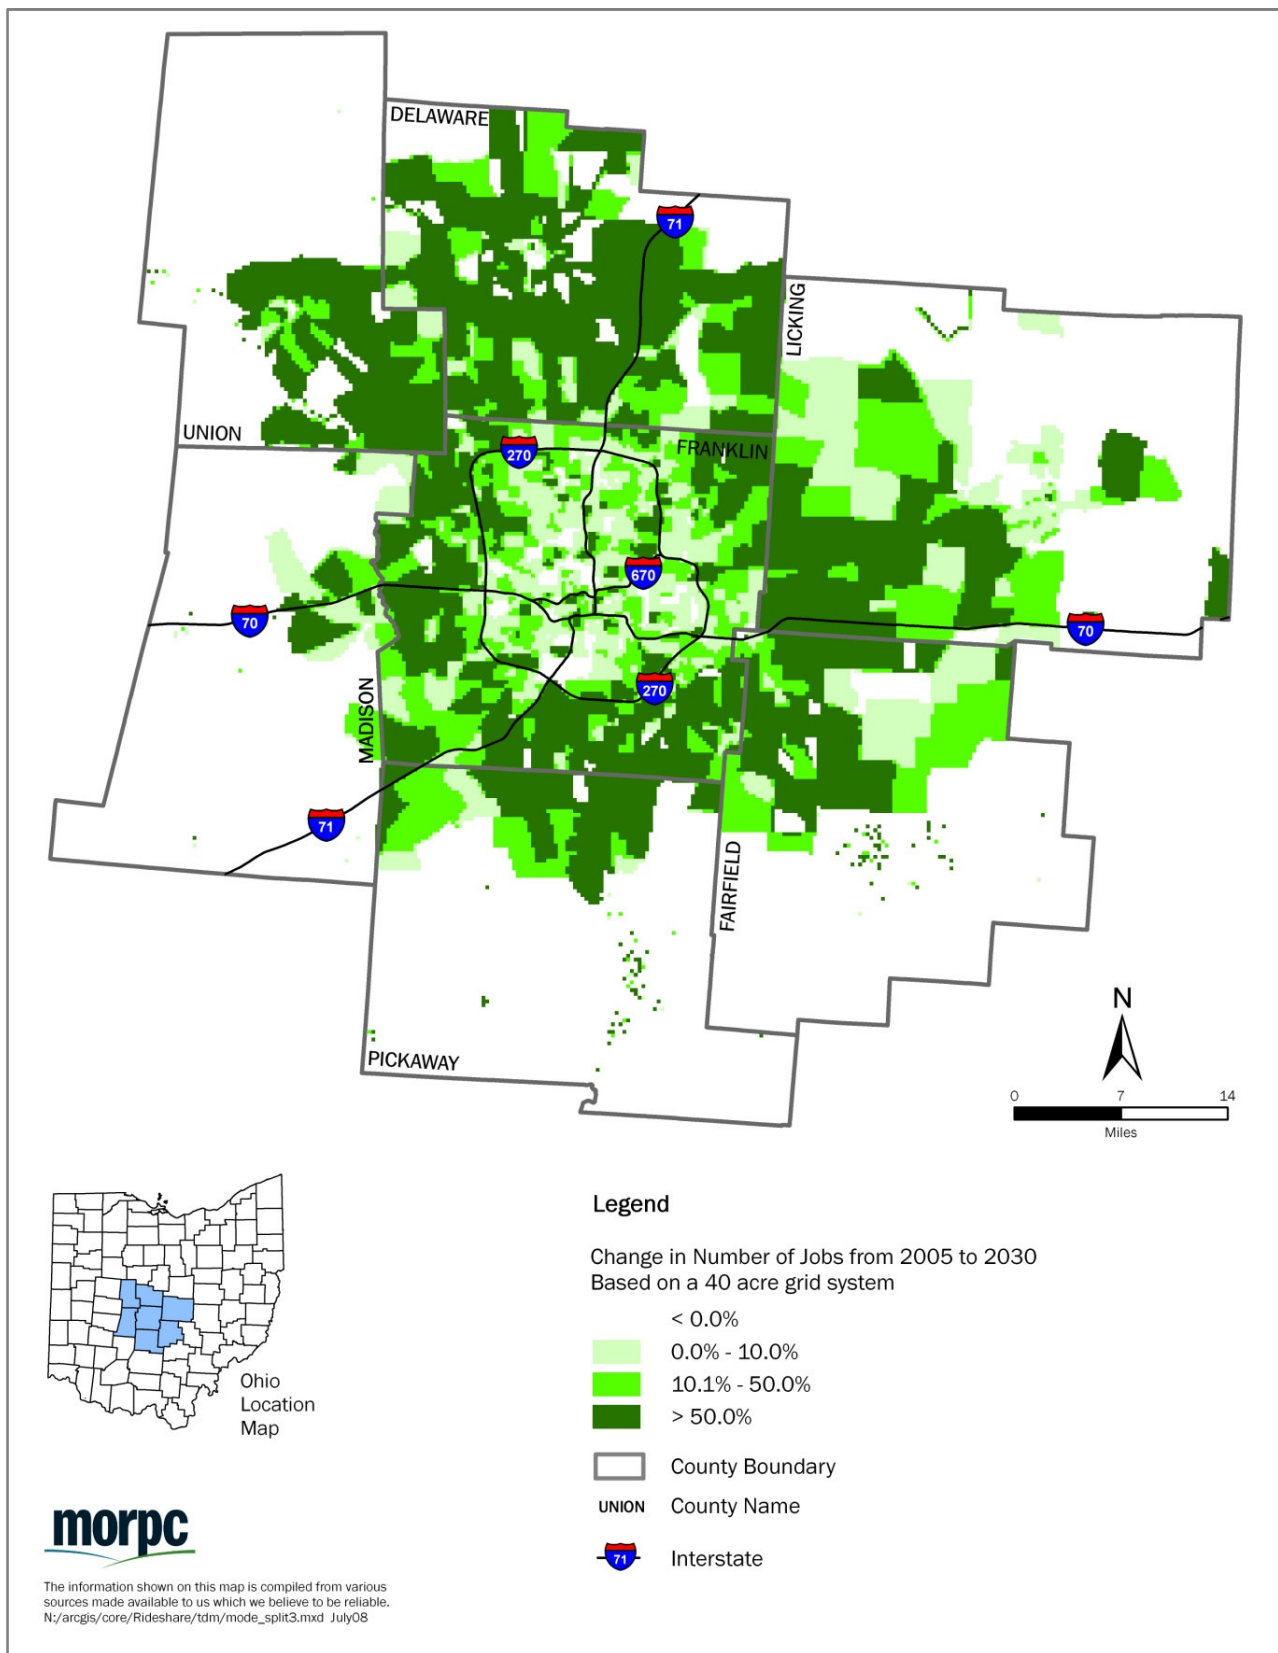 DELAWARE
71
LICKING
UNION
270
FRANKLIN
670
70
70
MADISON
270
71
FAIRFIELD
PICKAWAY
N
0 7 14
Miles
Legend
Change in Number of Jobs from 2005 to 2030
Based on a 40 acre grid system
< 0.0%
0.0% - 10.0%
10.1% - 50.0%
> 50.0%
County Boundary
UNION County Name
71 Interstate
Ohio
Location
Map
morpc
The information shown on this map is compiled from various
sources made available to us which we believe to be reliable.
N:/arcgis/core/Rideshare/tdm/mode_split3.mxd July08